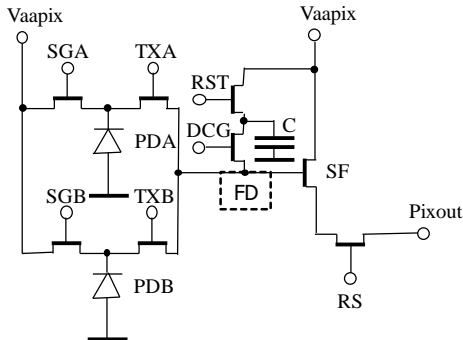 Vaapix
Vaapix
SGA
TXA
RST
PDA
C
DCG
SF
SGB
TXB
FD
Pixout
PDB
RS